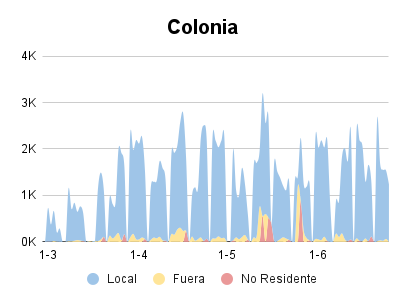 Colonia
4K
3K
2K
1K
0K
1-3 1-4 1-5 1-6
Local Fuera No Residente